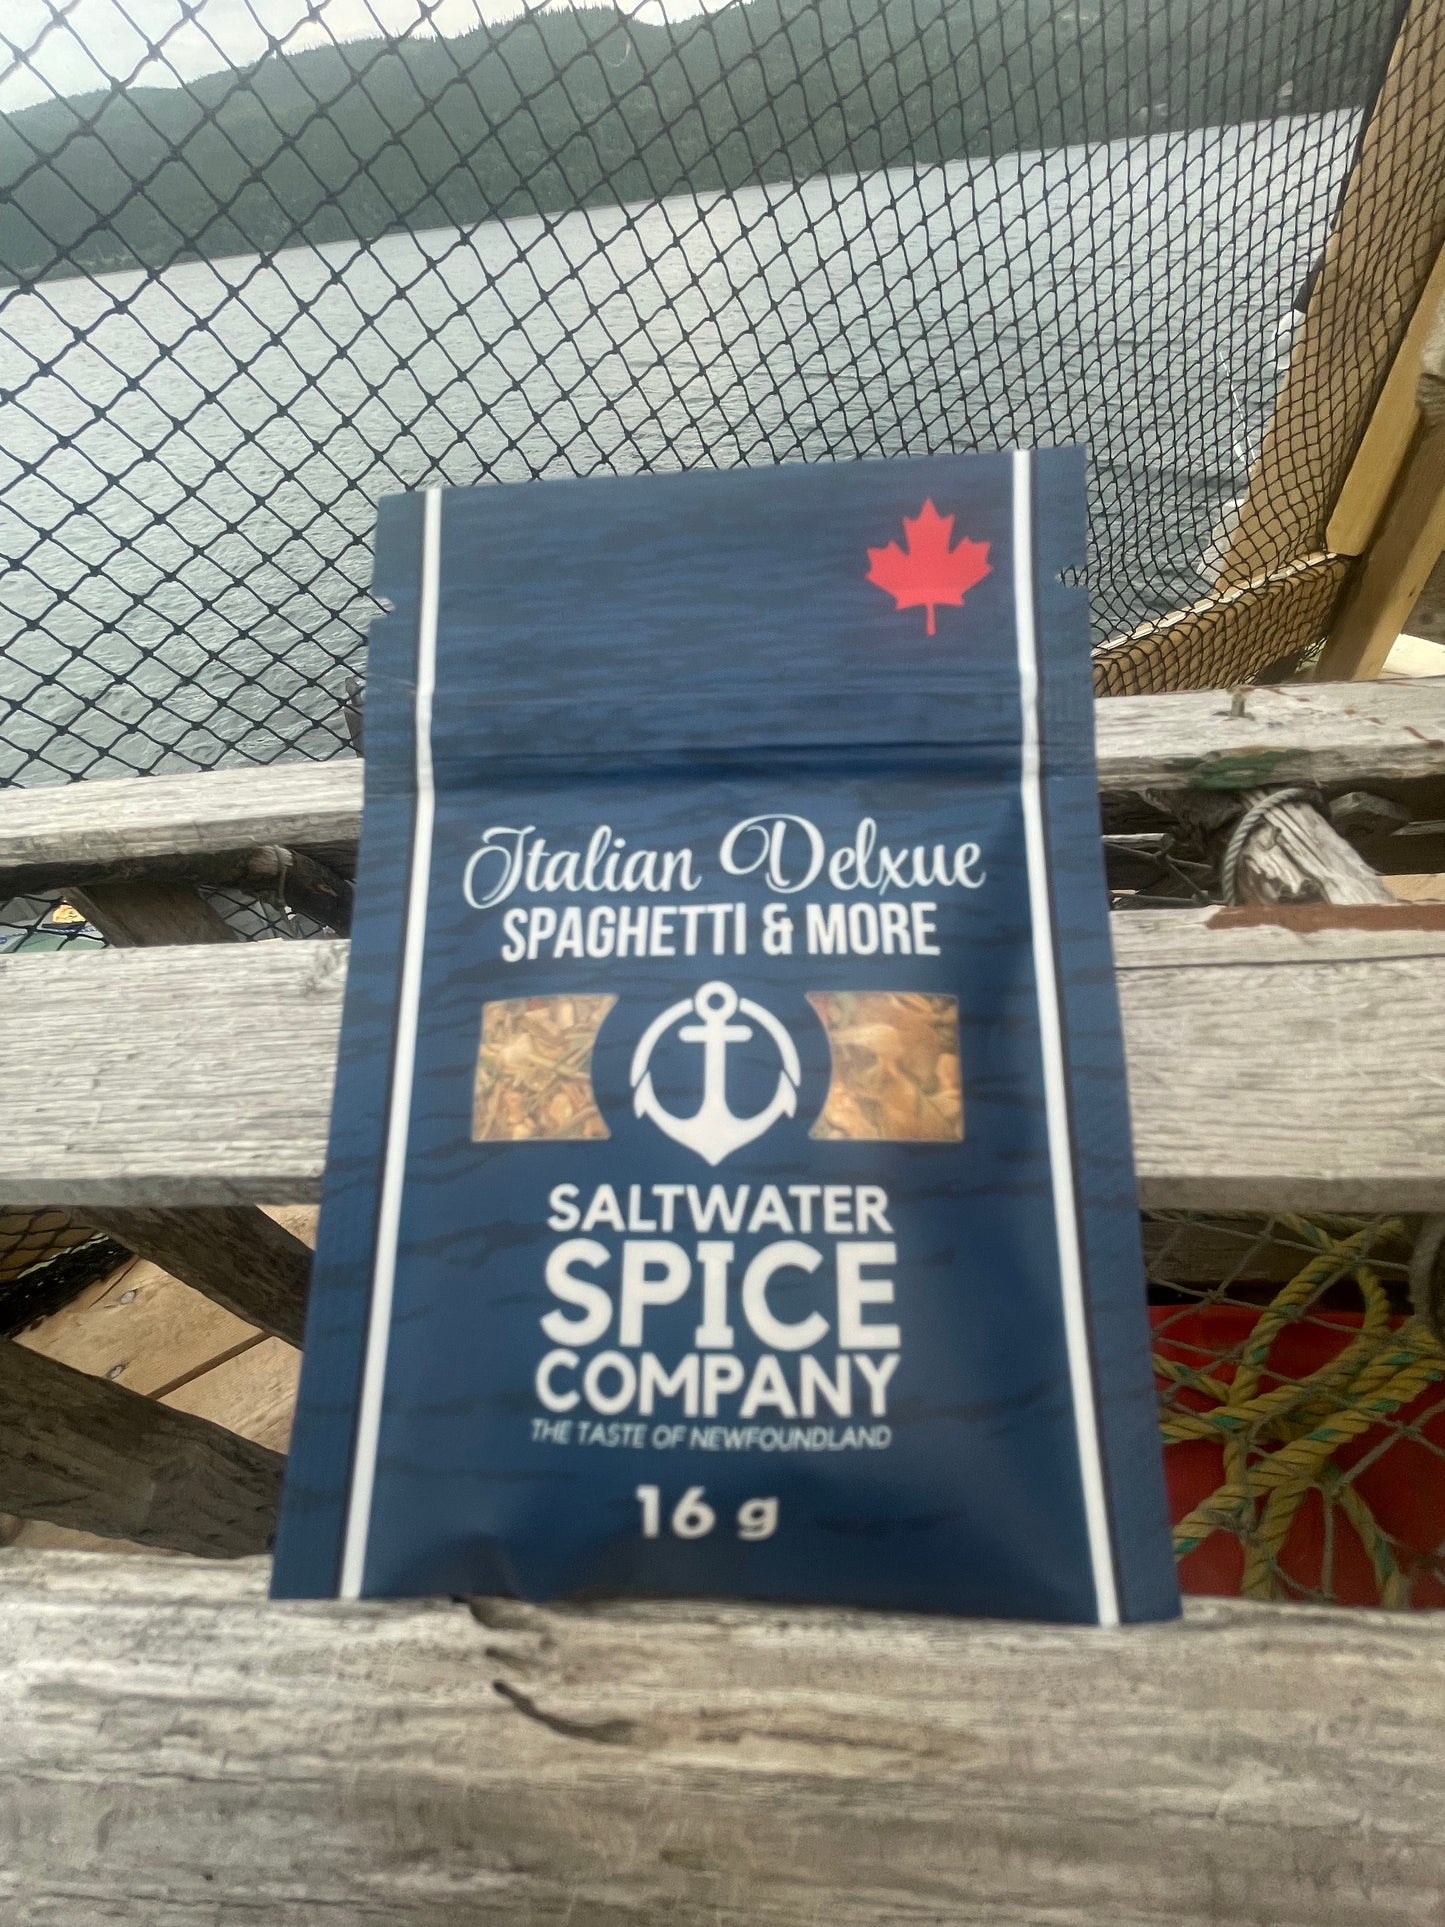 Italian Delxue
SPAGHETTI & MORE
SALTWATER
SPICE
COMPANY
THE TASTE OF NEWFOUNDLAND
16 g